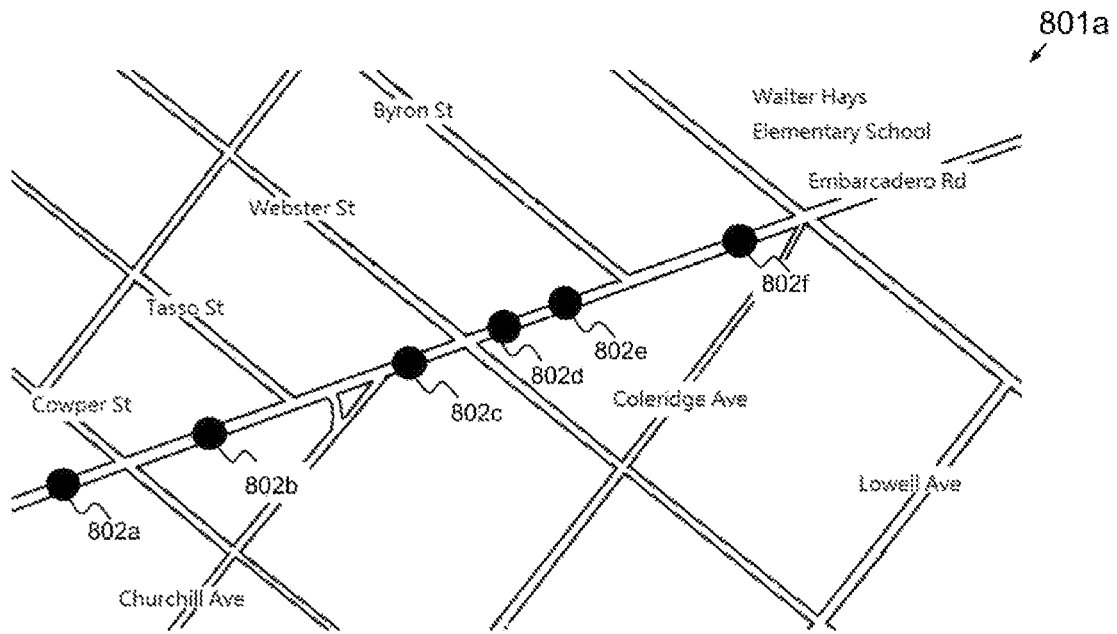 801a
Byron St
Walter Hays
Elementary School
Embarcadero Rd
Webster St
802f
Tasso St
802e
802d
Coleridge Ave
Cowper St
802c
802b
Lowell Ave
802a
Churchill Ave